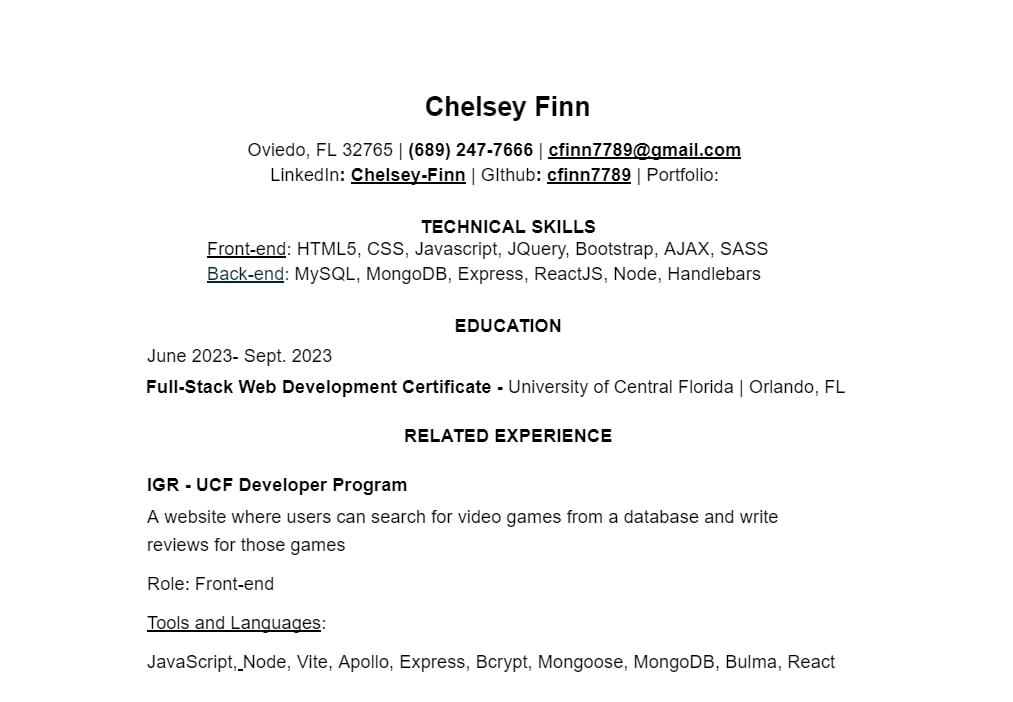 Chelsey Finn
Oviedo, FL 32765 | (689) 247-7666 | cfinn7789@gmail.com
LinkedIn: Chelsey-Finn | GIthub: cfinn7789 | Portfolio:
TECHNICAL SKILLS
Front-end: HTML5, CSS, Javascript, JQuery, Bootstrap, AJAX, SASS
Back-end: MySQL, MongoDB, Express, ReactJS, Node, Handlebars
EDUCATION
June 2023- Sept. 2023
Full-Stack Web Development Certificate - University of Central Florida | Orlando, FL
RELATED EXPERIENCE
IGR - UCF Developer Program
A website where users can search for video games from a database and write
reviews for those games
Role: Front-end
Tools and Languages:
JavaScript, Node, Vite, Apollo, Express, Bcrypt, Mongoose, MongoDB, Bulma, React